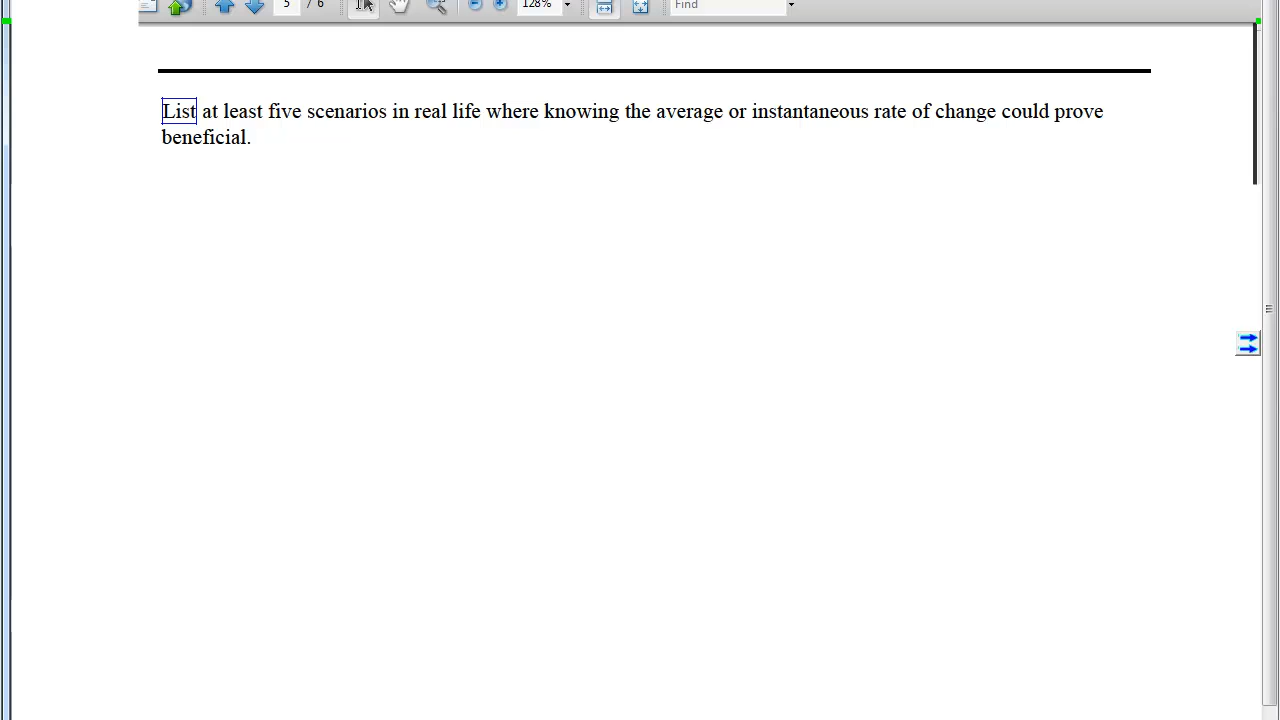 5 / 6 128% Find
List at least five scenarios in real life where knowing the average or instantaneous rate of change could prove
beneficial.